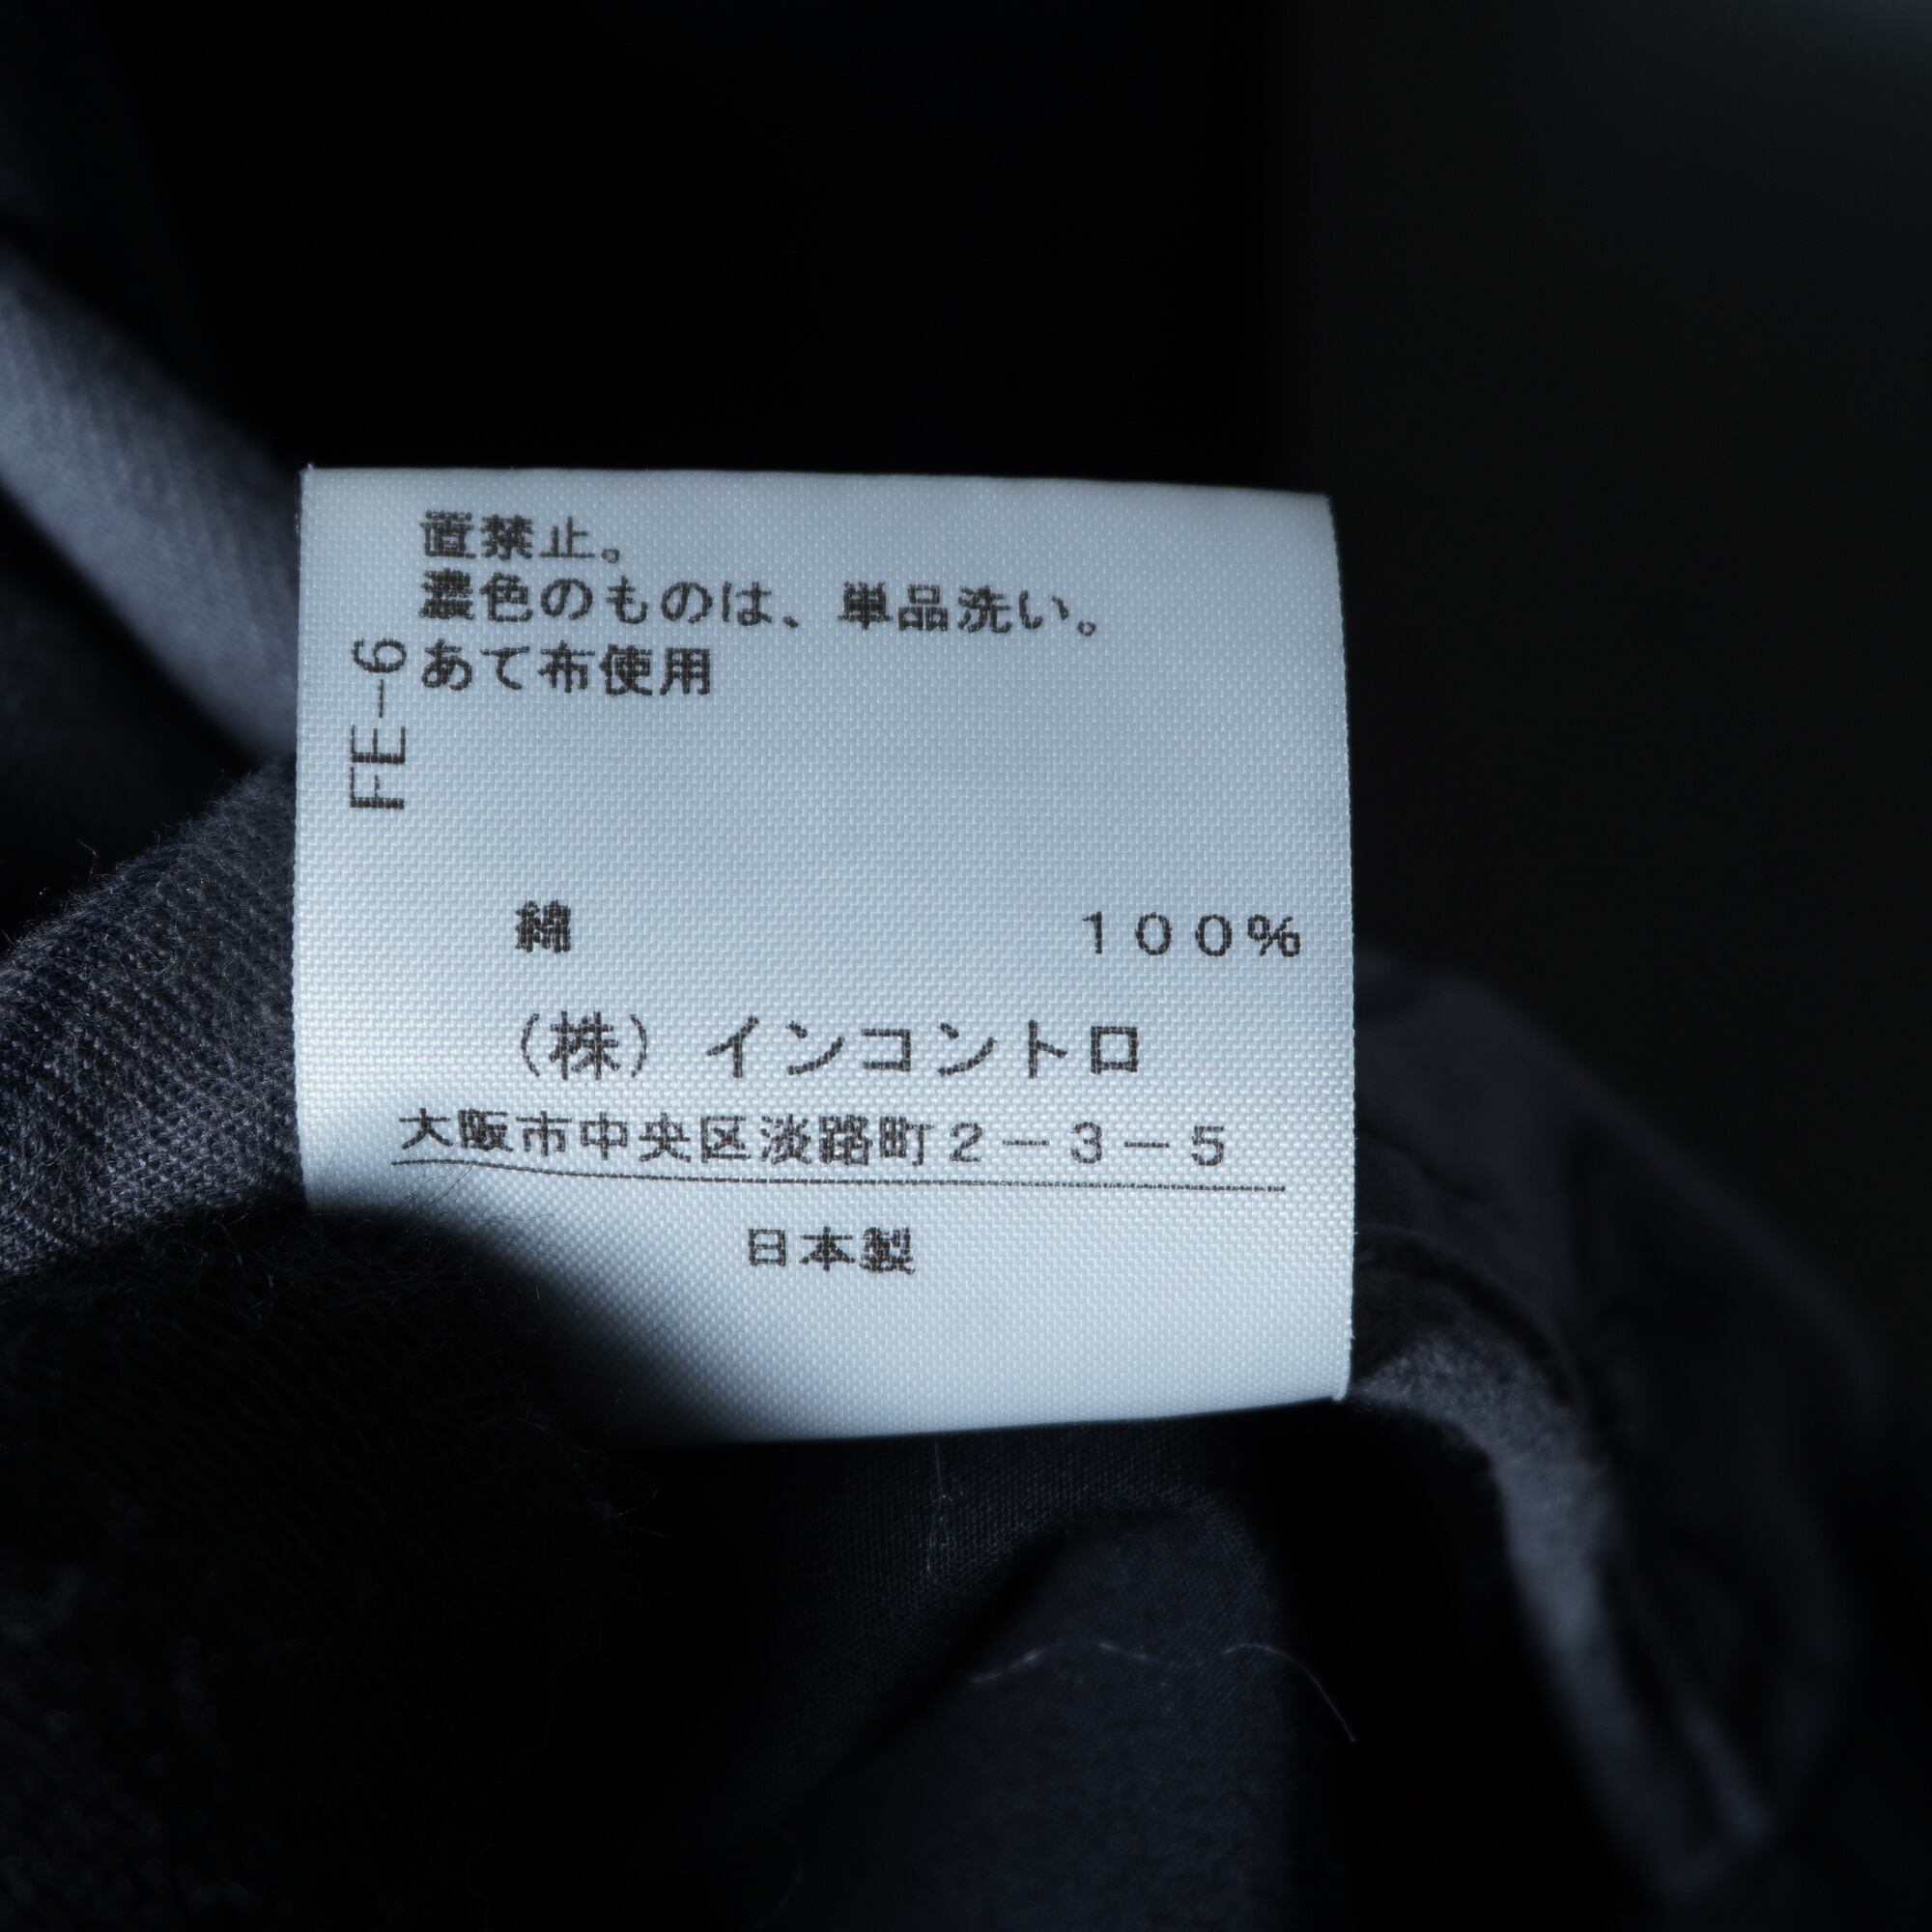 置禁止。
濃色のものは、単品洗い。
あて布使用
FE-6
綿 100%
(株) インコントロ
大阪市中央区淡路町2-3-5
日本製